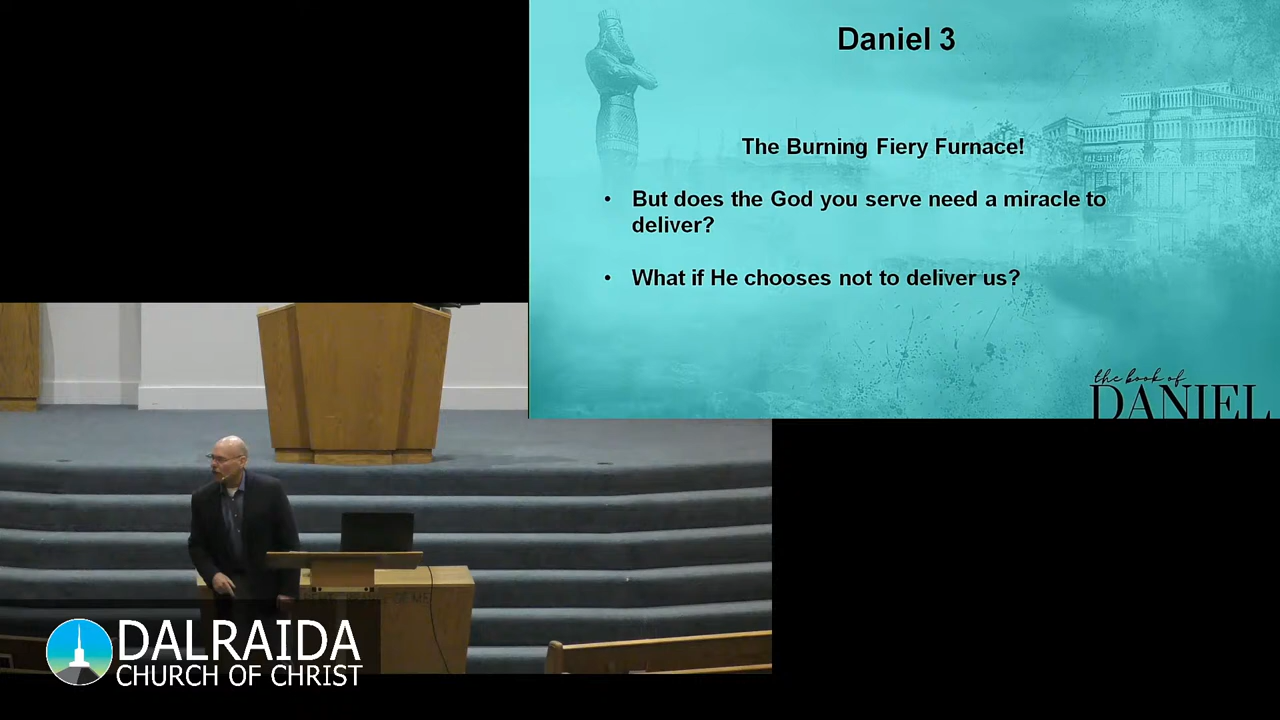 Daniel 3
The Burning Fiery Furnace!
• But does the God you serve need a miracle to
deliver?
• What if He chooses not to deliver us?
the book of
DANIEL
DALRAIDA
CHURCH OF CHRIST